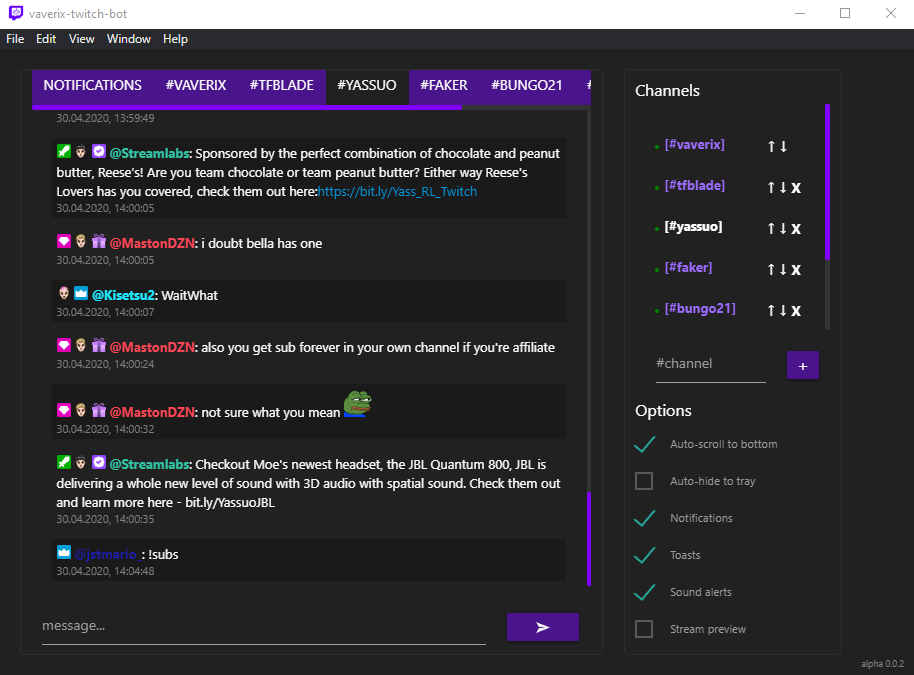 vaverix-twitch-bot
File Edit View Window Help
NOTIFICATIONS #VAVERIX #TFBLADE #YASSUO #FAKER #BUNGO21 #
30.04.2020, 13:59:49
@Streamlabs: Sponsored by the perfect combination of chocolate and peanut
butter, Reese's! Are you team chocolate or team peanut butter? Either way Reese's
Lovers has you covered, check them out here:https://bit.ly/Yass_RL_Twitch
30.04.2020, 14:00:05
@MastonDZN: i doubt bella has one
30.04.2020, 14:00:05
@Kisetsu2: WaitWhat
30.04.2020, 14:00:07
@MastonDZN: also you get sub forever in your own channel if you're affiliate
30.04.2020, 14:00:24
@MastonDZN: not sure what you mean
30.04.2020, 14:00:32
@Streamlabs: Checkout Moe's newest headset, the JBL Quantum 800, JBL is
delivering a whole new level of sound with 3D audio with spatial sound. Check them out
and learn more here - bit.ly/YassuoJBL
30.04.2020, 14:00:35
@jstmario_: !subs
30.04.2020, 14:04:48
message...
Channels
[#vaverix] ↑ ↓
[#tfblade] ↑ ↓ X
[#yassuo] ↑ ↓ X
[#faker] ↑ ↓ X
[#bungo21] ↑ ↓ X
#channel +
Options
Auto-scroll to bottom
Auto-hide to tray
Notifications
Toasts
Sound alerts
Stream preview
alpha 0.0.2